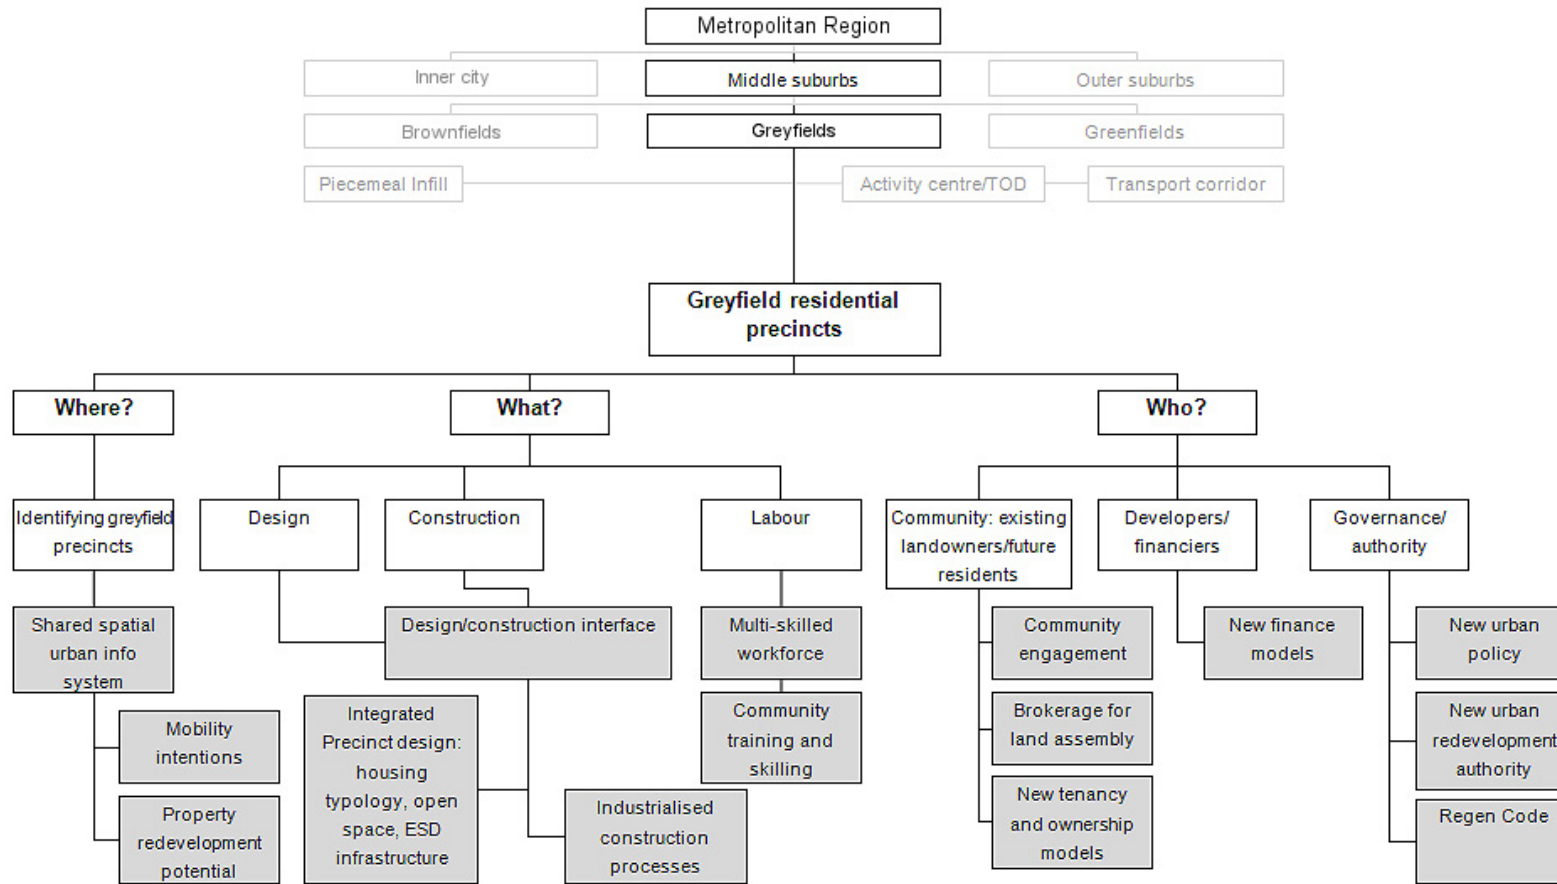 Metropolitan Region
Inner city
Middle suburbs
Outer suburbs
Brownfields
Greyfields
Greenfields
Piecemeal Infill
Activity centre/TOD
Transport corridor
Greyfield residential
precincts
Where?
What?
Who?
Identifying greyfield
precincts
Design
Construction
Labour
Community: existing
landowners/future
residents
Developers/
financiers
Governance/
authority
Shared spatial
urban info
system
Design/construction interface
Multi-skilled
workforce
Community
engagement
New finance
models
New urban
policy
Mobility
intentions
Integrated
Precinct design:
housing
typology, open
space, ESD
infrastructure
Community
training and
skilling
Brokerage for
land assembly
New urban
redevelopment
authority
Property
redevelopment
potential
Industrialised
construction
processes
New tenancy
and ownership
models
Regen Code